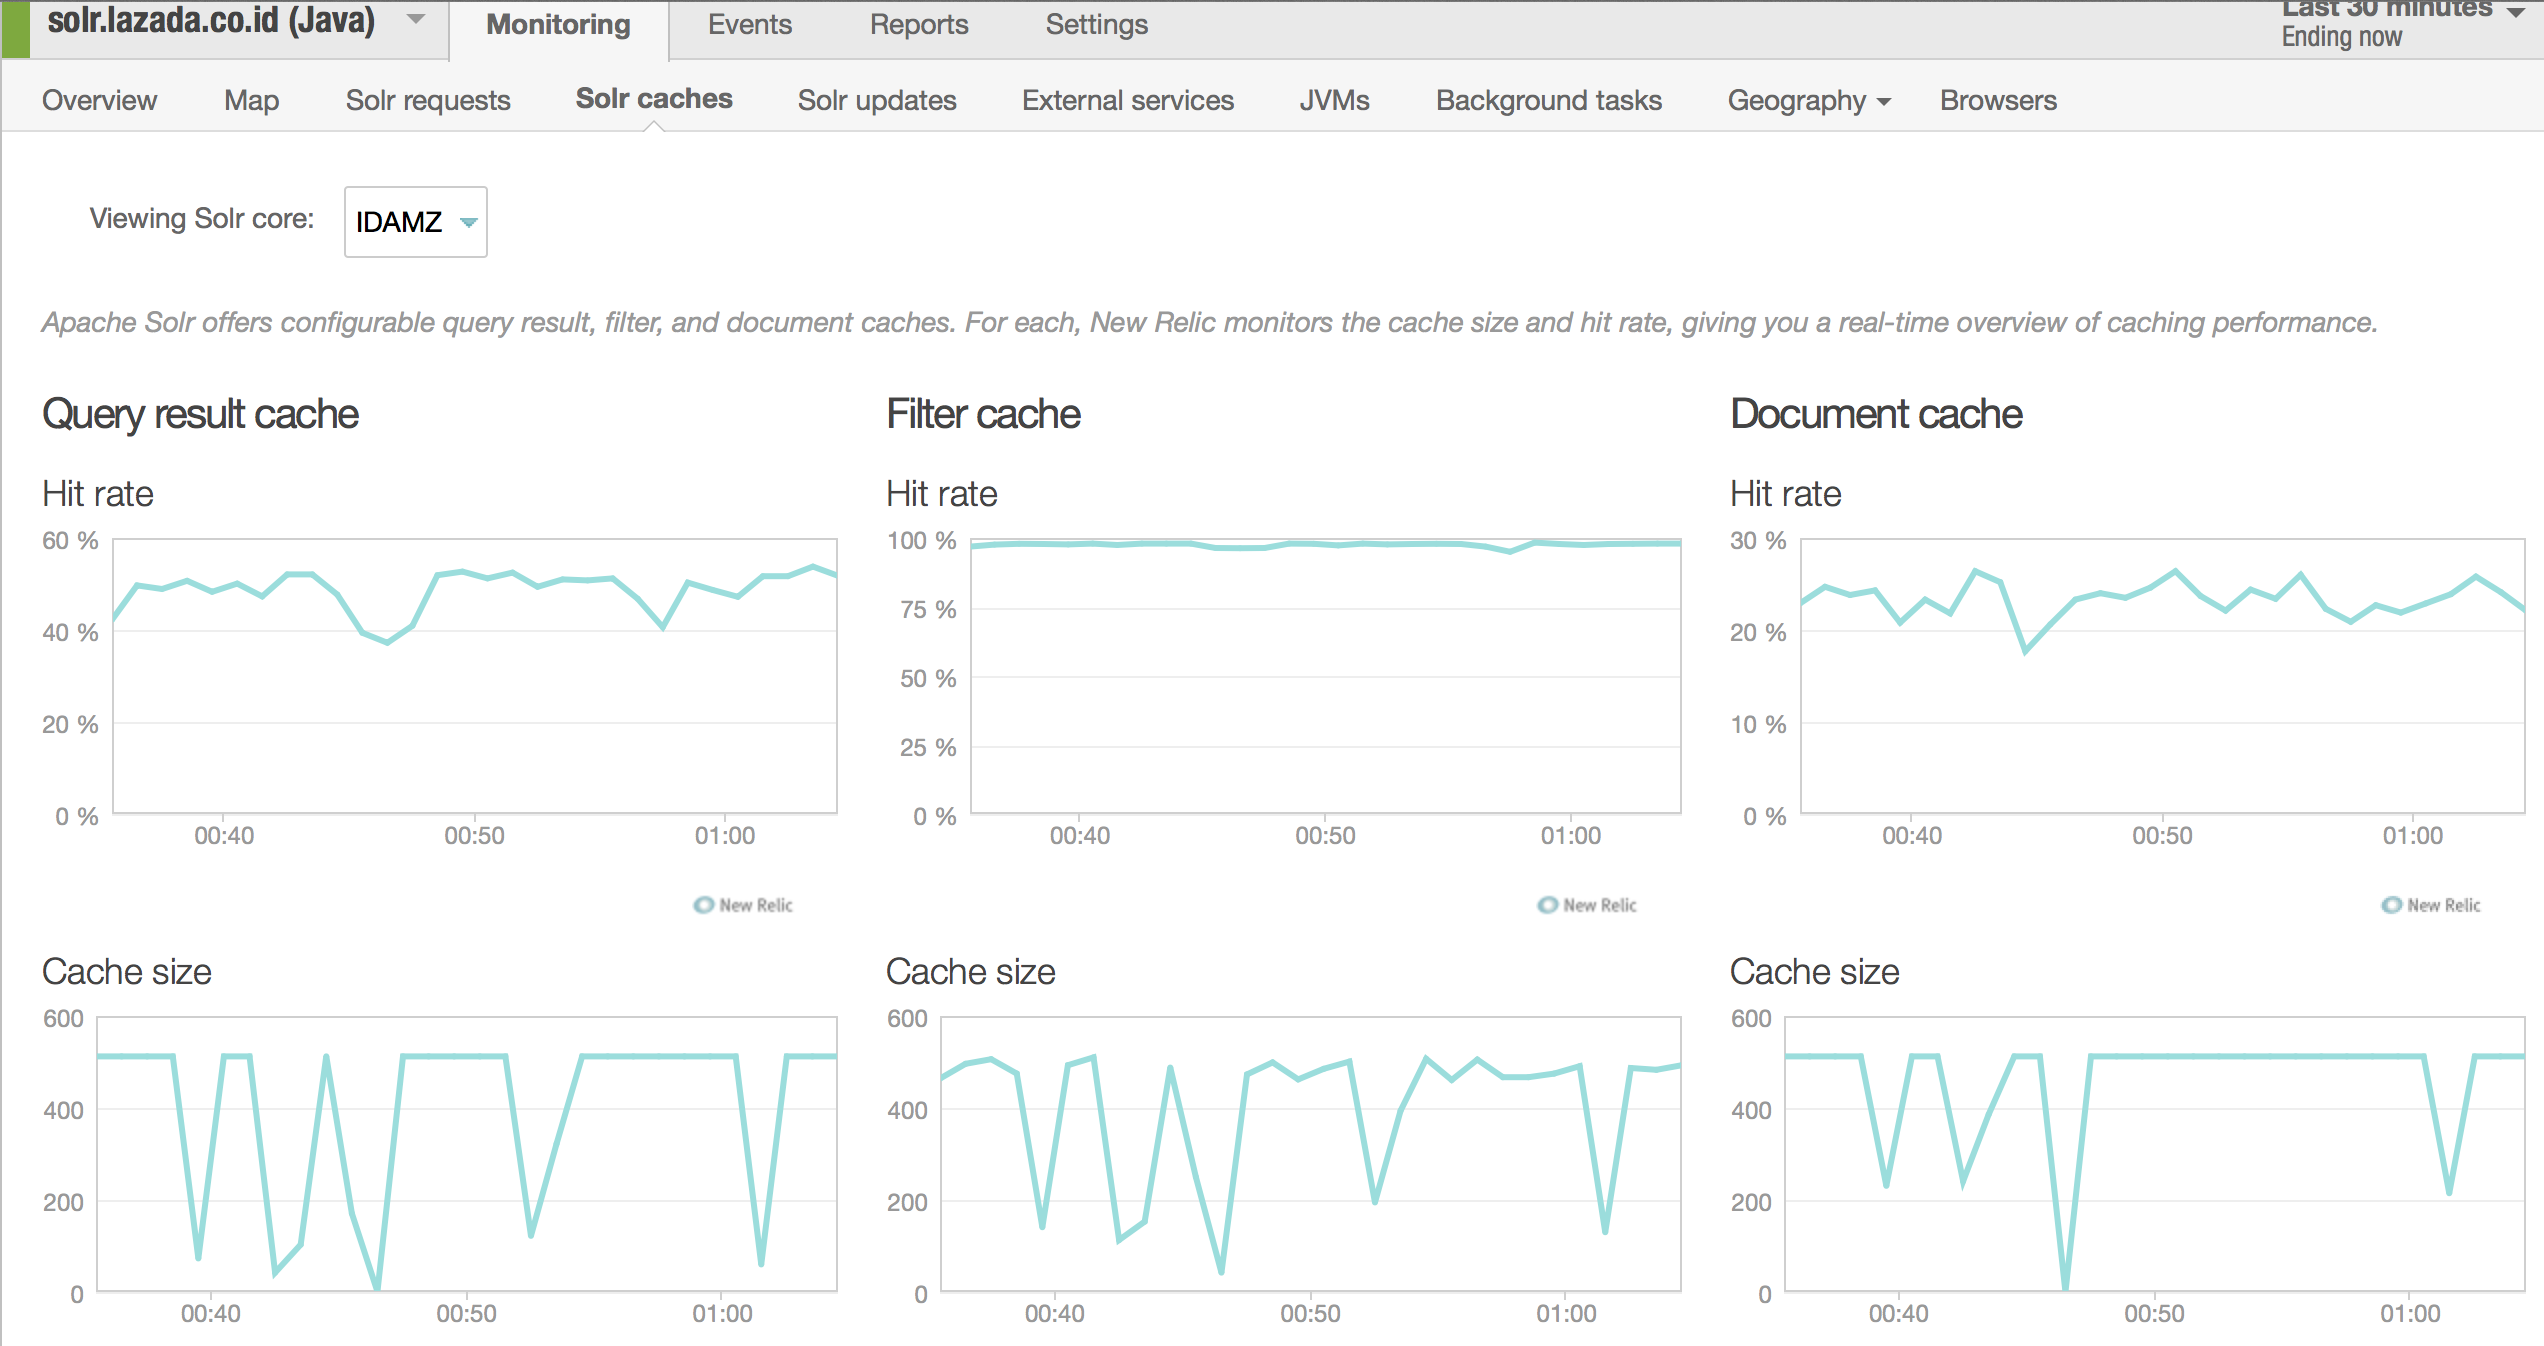 solr.lazada.co.id (Java)
Monitoring
Events
Reports
Settings
Last 30 minutes
Ending now
Overview
Map
Solr requests
Solr caches
Solr updates
External services
JVMs
Background tasks
Geography
Browsers
Viewing Solr core:
IDAMZ
Apache Solr offers configurable query result, filter, and document caches. For each, New Relic monitors the cache size and hit rate, giving you a real-time overview of caching performance.
Query result cache
Hit rate
60 %
40 %
20 %
0 %
00:40
00:50
01:00
New Relic
Cache size
600
400
200
0
00:40
00:50
01:00
Filter cache
Hit rate
100 %
75 %
50 %
25 %
0 %
00:40
00:50
01:00
New Relic
Cache size
600
400
200
0
00:40
00:50
01:00
Document cache
Hit rate
30 %
20 %
10 %
0 %
00:40
00:50
01:00
New Relic
Cache size
600
400
200
0
00:40
00:50
01:00